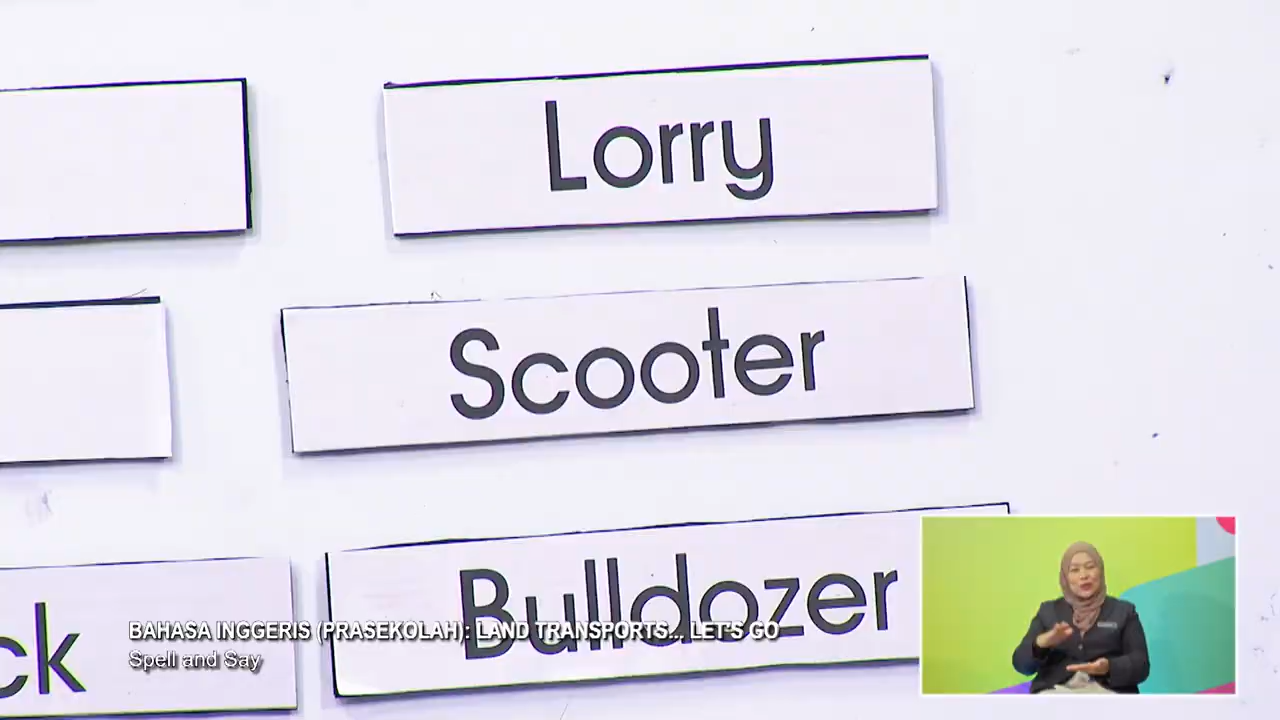 Lorry
Scooter
ck
Bulldozer
BAHASA INGGERIS (PRASEKOLAH): LAND TRANSPORTS... LET'S GO
Spell and Say